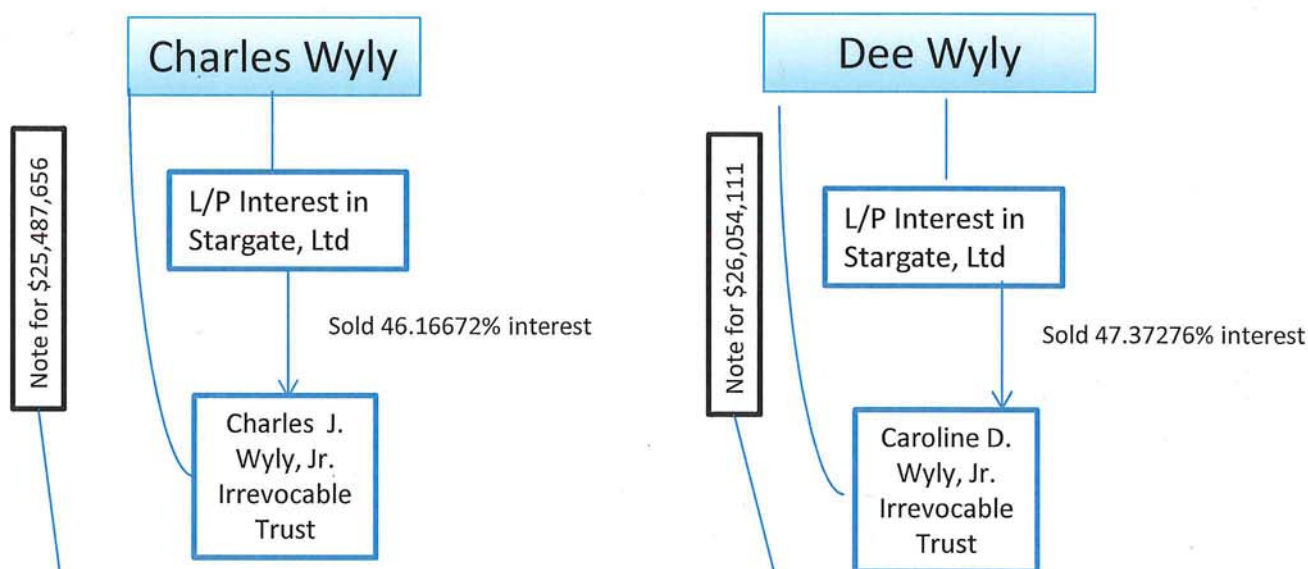 Charles Wyly
Note for $25,487,656
L/P Interest in
Stargate, Ltd
Sold 46.16672% interest
Charles J.
Wyly, Jr.
Irrevocable
Trust
Dee Wyly
Note for $26,054,111
L/P Interest in
Stargate, Ltd
Sold 47.37276% interest
Caroline D.
Wyly, Jr.
Irrevocable
Trust